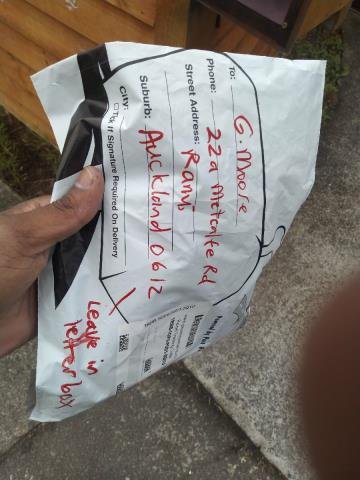 To: G. Moore
Phone: 22a Metcalfe Rd
Street Address: Ranui
Suburb: Auckland 0612
City:
Tick If Signature Required On Delivery
Leave in
letter box